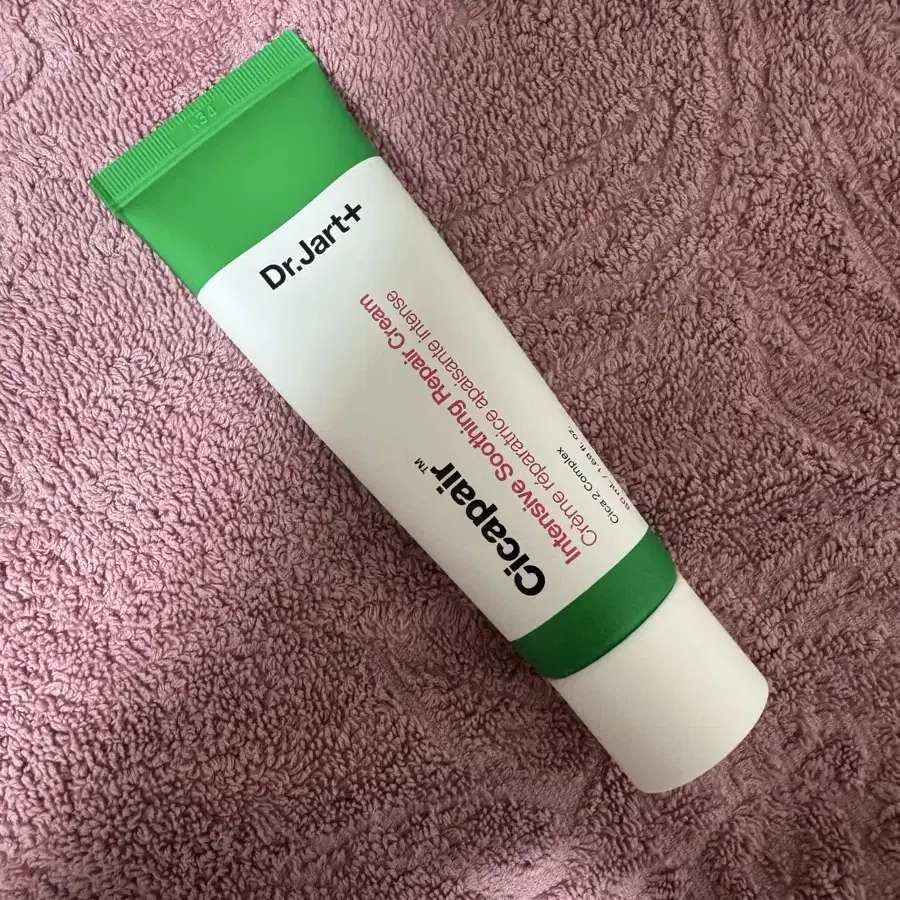 Dr.Jart+
Cicapair™
Intensive Soothing Repair Cream
Crème réparatrice apaisante intense
Cica 2 Complex
50 mL / 1.69 fl. oz.